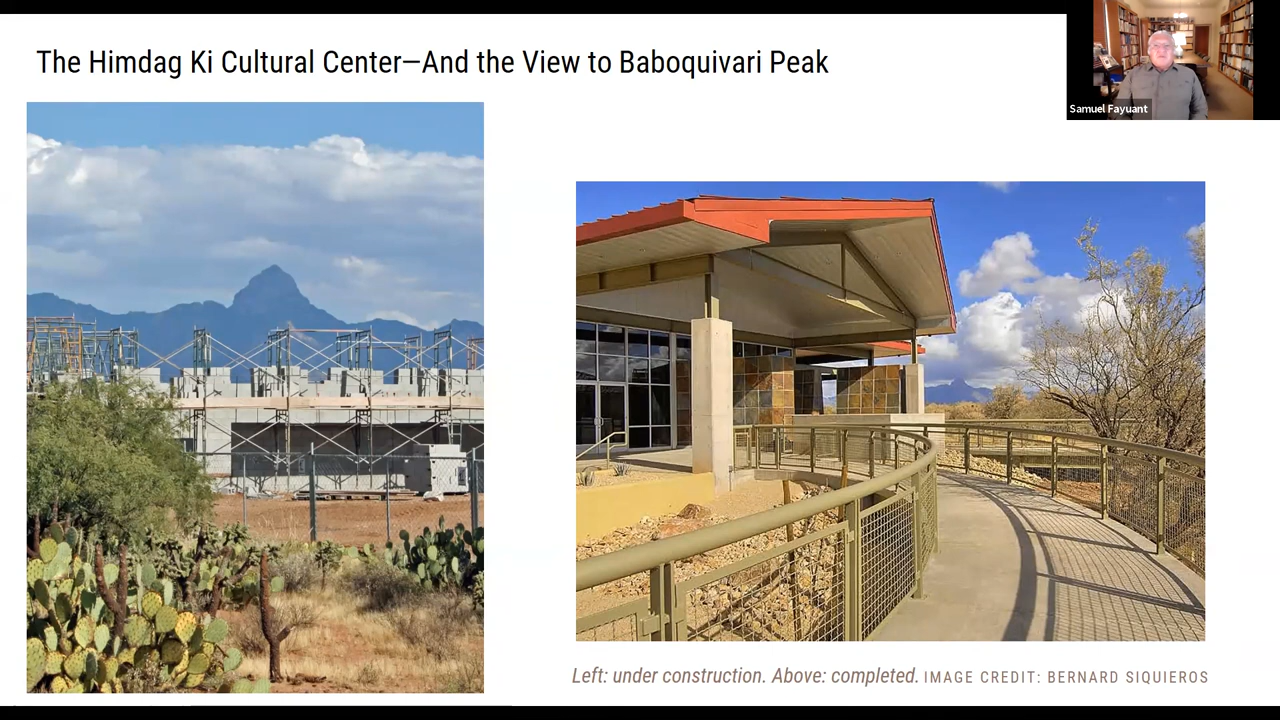 The Himdag Ki Cultural Center—And the View to Baboquivari Peak
Samuel Fayuant
Left: under construction. Above: completed. IMAGE CREDIT: BERNARD SIQUIEROS